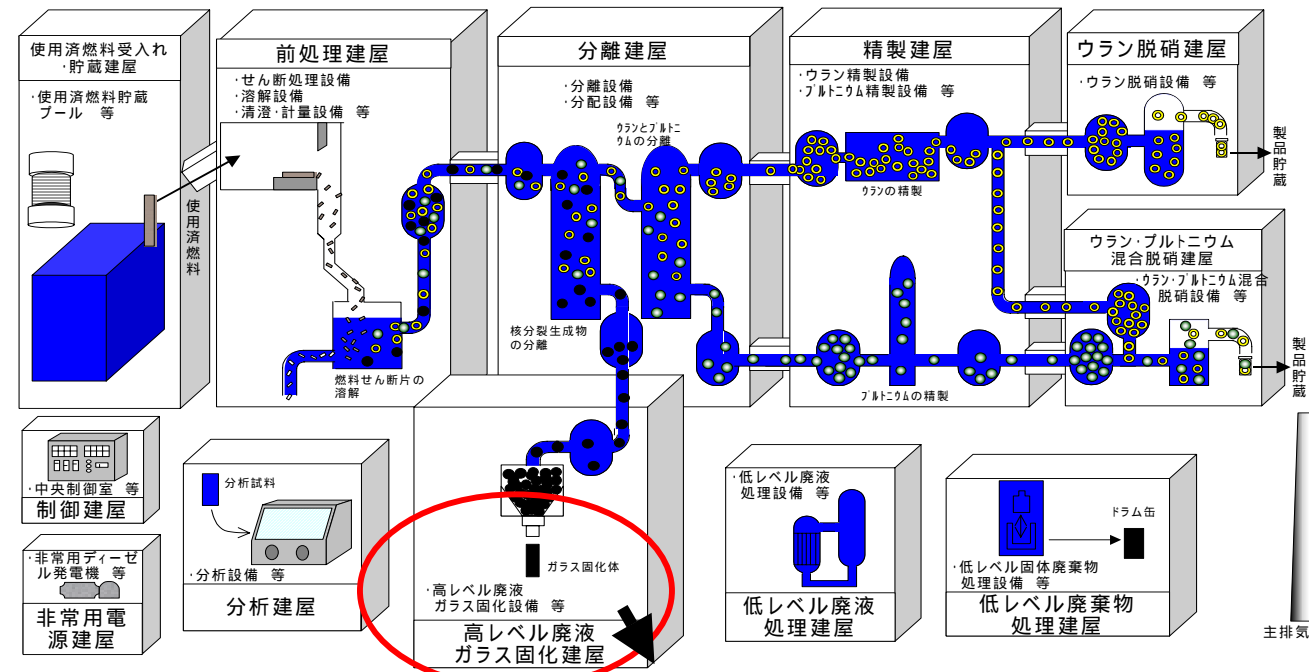 使用済燃料受入れ
・貯蔵建屋
・使用済燃料貯蔵
プール 等
使用済燃料
前処理建屋
・せん断処理設備
・溶解設備
・清澄・計量設備 等
燃料せん断片の
溶解
分離建屋
・分離設備
・分配設備 等
ウランとプルトニ
ウムの分離
核分裂生成物
の分離
精製建屋
・ウラン精製設備
・プルトニウム精製設備 等
ウランの精製
プルトニウムの精製
ウラン脱硝建屋
・ウラン脱硝設備 等
製品貯蔵
ウラン・プルトニウム
混合脱硝建屋
・ウラン・プルトニウム混合
脱硝設備 等
製品貯蔵
・中央制御室 等
制御建屋
・非常用ディーゼ
ル発電機 等
非常用電
源建屋
分析試料
・分析設備 等
分析建屋
ガラス固化体
・高レベル廃液
ガラス固化設備 等
高レベル廃液
ガラス固化建屋
・低レベル廃液
処理設備 等
低レベル廃液
処理建屋
ドラム缶
・低レベル固体廃棄物
処理設備 等
低レベル廃棄物
処理建屋
主排気